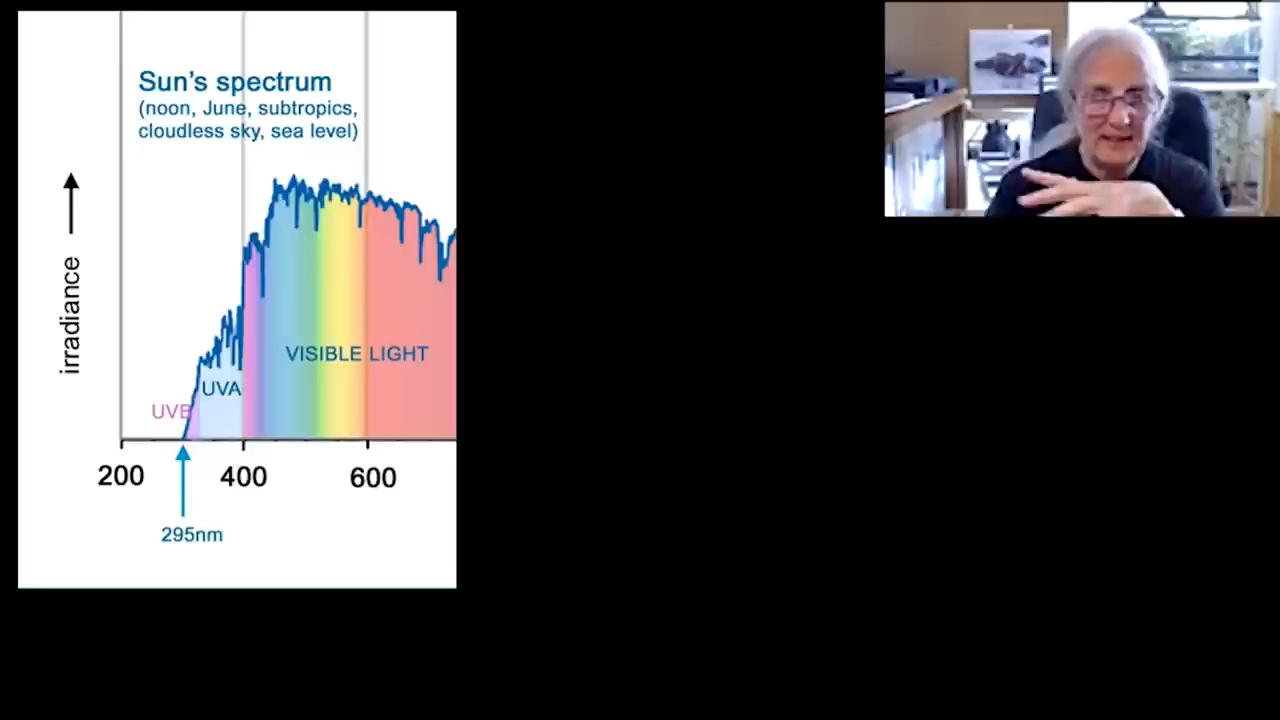 Sun's spectrum
(noon, June, subtropics,
cloudless sky, sea level)
irradiance
VISIBLE LIGHT
UVA
UVB
200
400
600
295nm